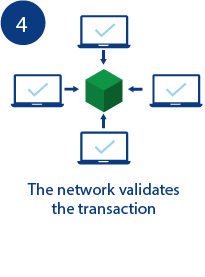 4
The network validates
the transaction